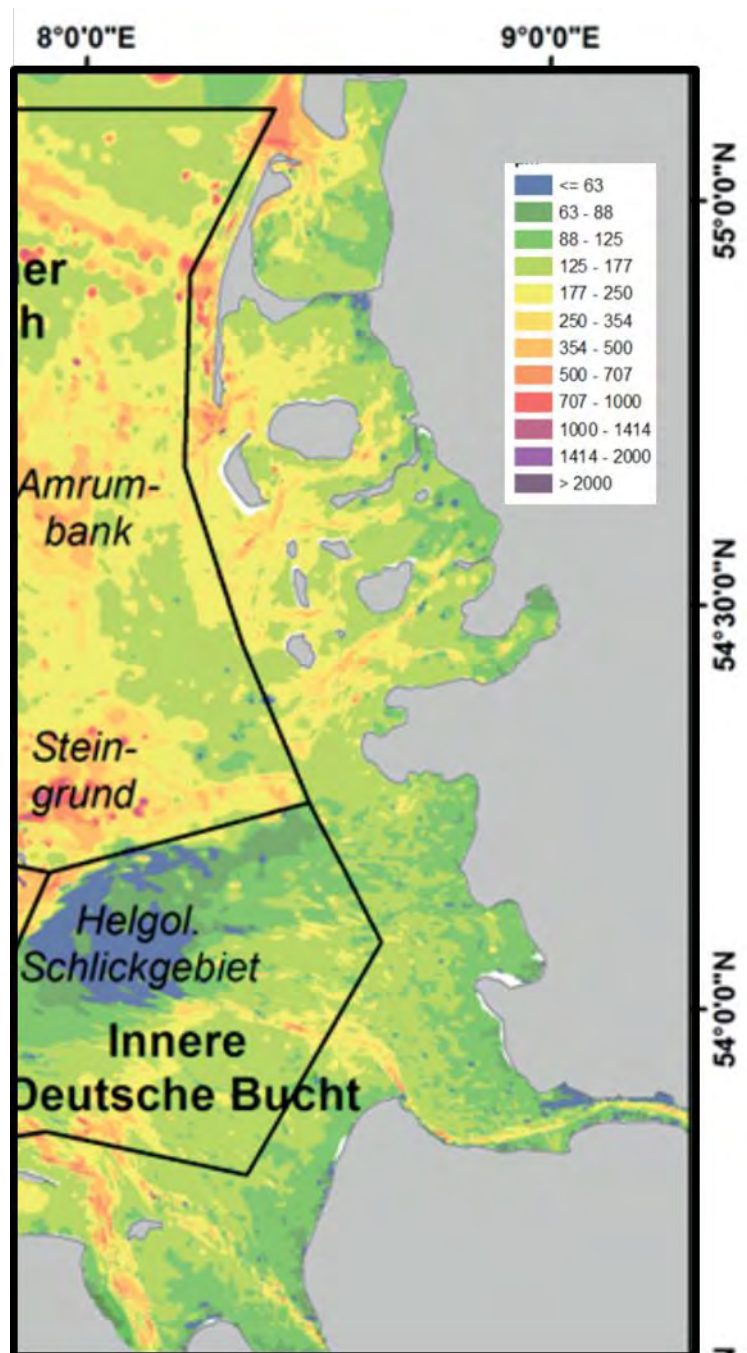 8°0'0"E
9°0'0"E
<= 63
63 - 88
88 - 125
125 - 177
177 - 250
250 - 354
354 - 500
500 - 707
707 - 1000
1000 - 1414
1414 - 2000
> 2000
55°0'0"N
er
h
Amrum-
bank
54°30'0"N
Stein-
grund
Helgol.
Schlickgebiet
54°0'0"N
Innere
Deutsche Bucht